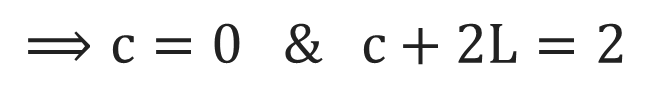 ⟹ c = 0 & c + 2L = 2